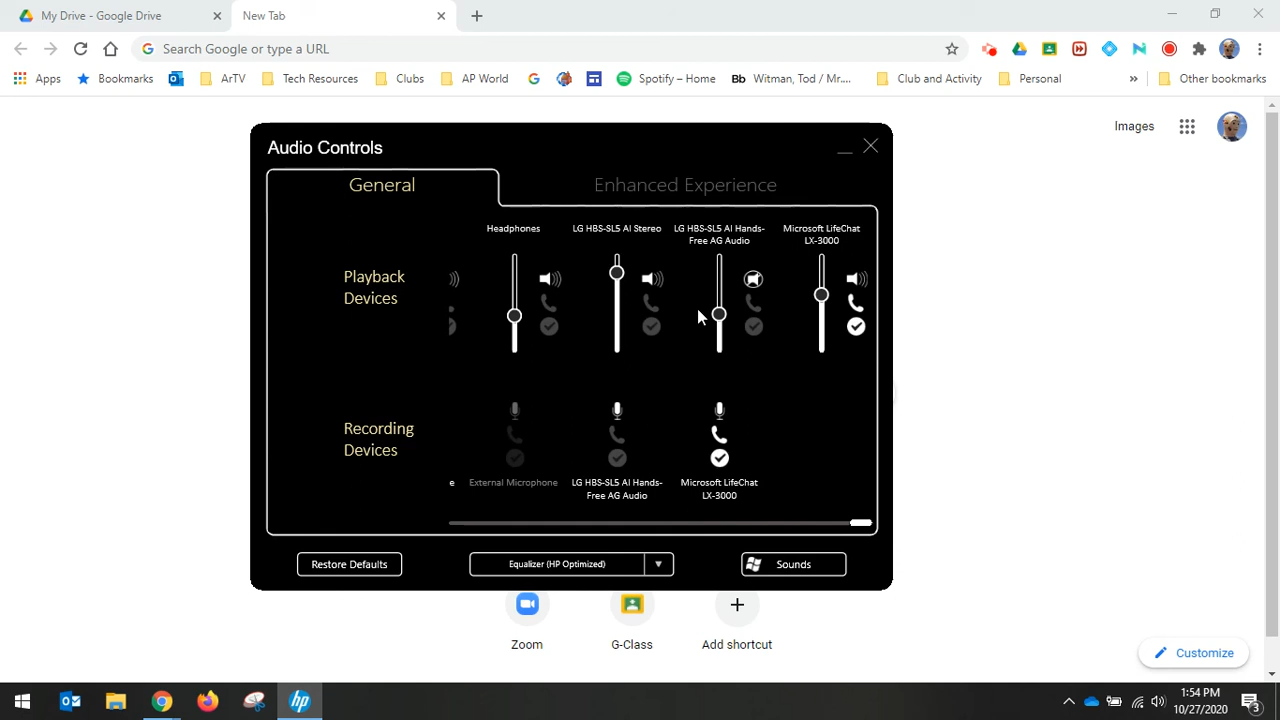 My Drive - Google Drive
New Tab
Search Google or type a URL
Apps
Bookmarks
ArTV
Tech Resources
Clubs
AP World
Spotify – Home
Bb
Witman, Tod / Mr....
Club and Activity
Personal
»
Other bookmarks
Images
Audio Controls
General
Enhanced Experience
Headphones
LG HBS-SL5 AI Stereo
LG HBS-SL5 AI Hands-
Free AG Audio
Microsoft LifeChat
LX-3000
Playback
Devices
Recording
Devices
e
External Microphone
LG HBS-SL5 AI Hands-
Free AG Audio
Microsoft LifeChat
LX-3000
Restore Defaults
Equalizer (HP Optimized)
Sounds
Zoom
G-Class
Add shortcut
Customize
hp
1:54 PM
10/27/2020
3